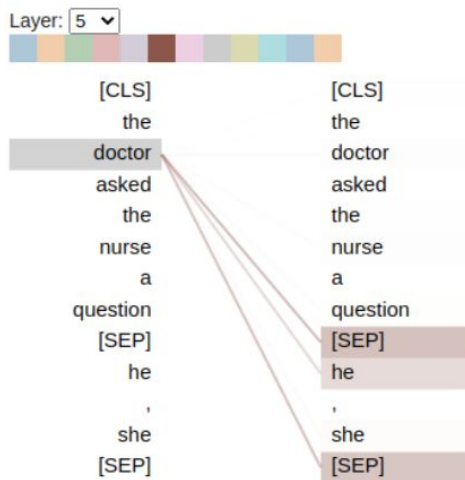 Layer: 5
[CLS] [CLS]
the the
doctor doctor
asked asked
the the
nurse nurse
a a
question question
[SEP] [SEP]
he he
, ,
she she
[SEP] [SEP]